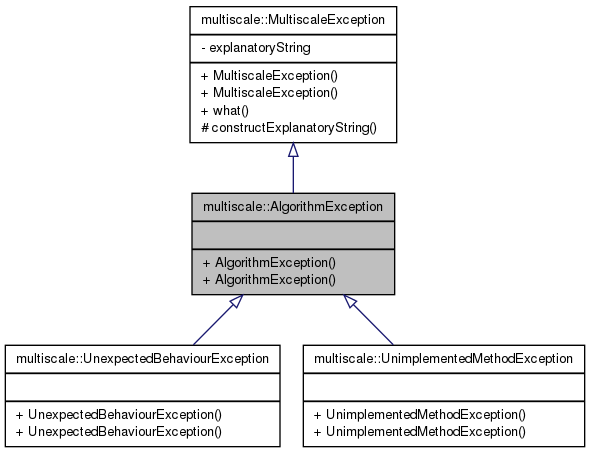 multiscale::MultiscaleException
- explanatoryString
+ MultiscaleException()
+ MultiscaleException()
+ what()
# constructExplanatoryString()
multiscale::AlgorithmException
+ AlgorithmException()
+ AlgorithmException()
multiscale::UnexpectedBehaviourException
+ UnexpectedBehaviourException()
+ UnexpectedBehaviourException()
multiscale::UnimplementedMethodException
+ UnimplementedMethodException()
+ UnimplementedMethodException()